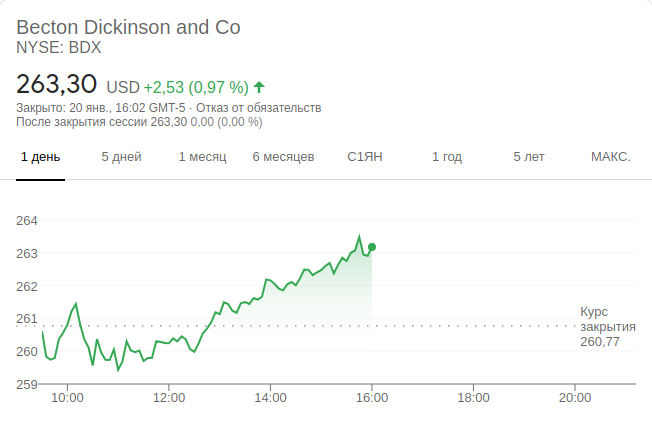 Becton Dickinson and Co
NYSE: BDX
263,30 USD +2,53 (0,97 %)
Закрыто: 20 янв., 16:02 GMT-5 · Отказ от обязательств
После закрытия сессии 263,30 0,00 (0,00 %)
1 день 5 дней 1 месяц 6 месяцев С1ЯН 1 год 5 лет МАКС.
264
263
262
261
260
259
Курс
закрытия
260,77
10:00 12:00 14:00 16:00 18:00 20:00